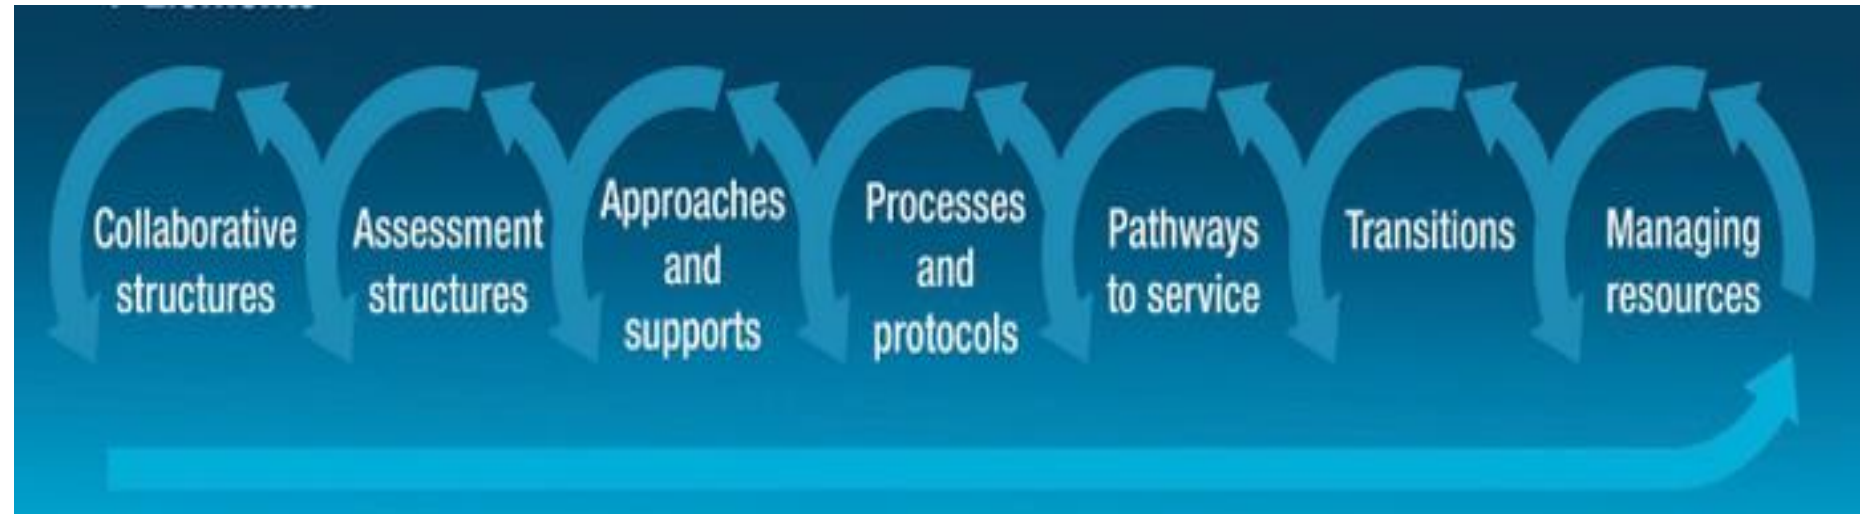 Collaborative
structures
Assessment
structures
Approaches
and
supports
Processes
and
protocols
Pathways
to service
Transitions
Managing
resources